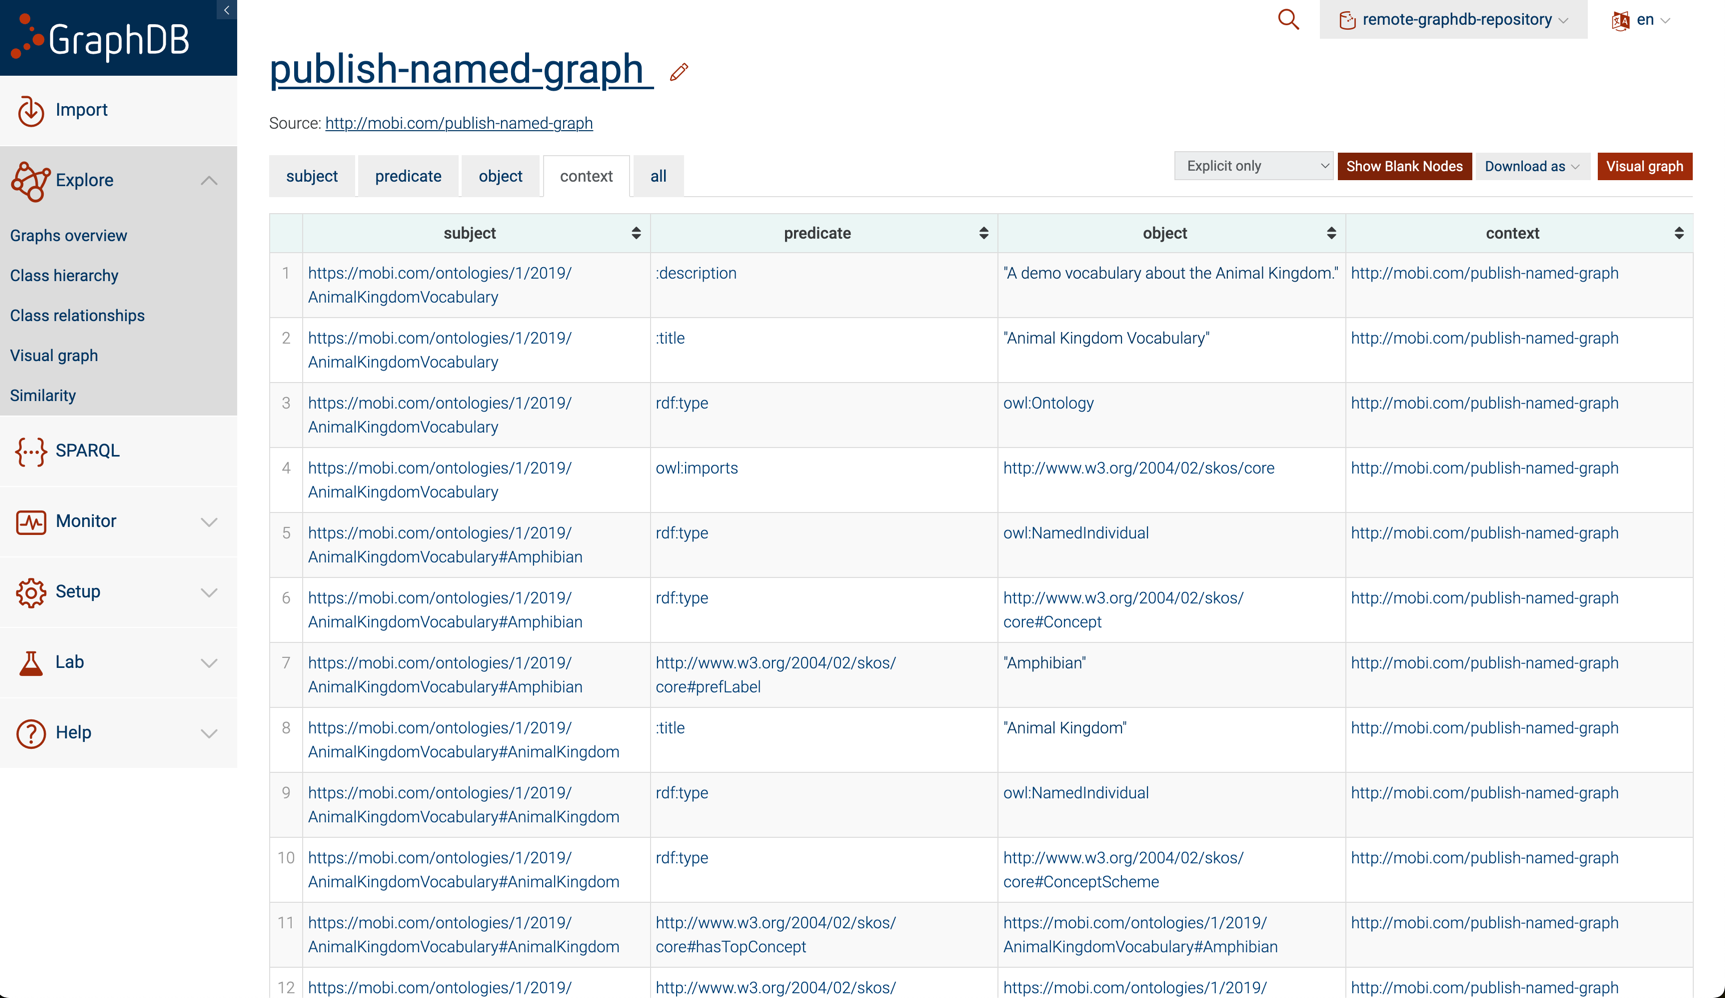 GraphDB
remote-graphdb-repository
en
publish-named-graph
Source: http://mobi.com/publish-named-graph
Import
Explore
Graphs overview
Class hierarchy
Class relationships
Visual graph
Similarity
SPARQL
Monitor
Setup
Lab
Help
subject predicate object context all
Explicit only Show Blank Nodes Download as Visual graph
subject predicate object context
1 https://mobi.com/ontologies/1/2019/ :description "A demo vocabulary about the Animal Kingdom." http://mobi.com/publish-named-graph
AnimalKingdomVocabulary
2 https://mobi.com/ontologies/1/2019/ :title "Animal Kingdom Vocabulary" http://mobi.com/publish-named-graph
AnimalKingdomVocabulary
3 https://mobi.com/ontologies/1/2019/ rdf:type owl:Ontology http://mobi.com/publish-named-graph
AnimalKingdomVocabulary
4 https://mobi.com/ontologies/1/2019/ owl:imports http://www.w3.org/2004/02/skos/core http://mobi.com/publish-named-graph
AnimalKingdomVocabulary
5 https://mobi.com/ontologies/1/2019/ rdf:type owl:NamedIndividual http://mobi.com/publish-named-graph
AnimalKingdomVocabulary#Amphibian
6 https://mobi.com/ontologies/1/2019/ rdf:type http://www.w3.org/2004/02/skos/ http://mobi.com/publish-named-graph
AnimalKingdomVocabulary#Amphibian core#Concept
7 https://mobi.com/ontologies/1/2019/ http://www.w3.org/2004/02/skos/ "Amphibian" http://mobi.com/publish-named-graph
AnimalKingdomVocabulary#Amphibian core#prefLabel
8 https://mobi.com/ontologies/1/2019/ :title "Animal Kingdom" http://mobi.com/publish-named-graph
AnimalKingdomVocabulary#AnimalKingdom
9 https://mobi.com/ontologies/1/2019/ rdf:type owl:NamedIndividual http://mobi.com/publish-named-graph
AnimalKingdomVocabulary#AnimalKingdom
10 https://mobi.com/ontologies/1/2019/ rdf:type http://www.w3.org/2004/02/skos/ http://mobi.com/publish-named-graph
AnimalKingdomVocabulary#AnimalKingdom core#ConceptScheme
11 https://mobi.com/ontologies/1/2019/ http://www.w3.org/2004/02/skos/ https://mobi.com/ontologies/1/2019/ http://mobi.com/publish-named-graph
AnimalKingdomVocabulary#AnimalKingdom core#hasTopConcept AnimalKingdomVocabulary#Amphibian
12 https://mobi.com/ontologies/1/2019/ http://www.w3.org/2004/02/skos/ https://mobi.com/ontologies/1/2019/ http://mobi.com/publish-named-graph